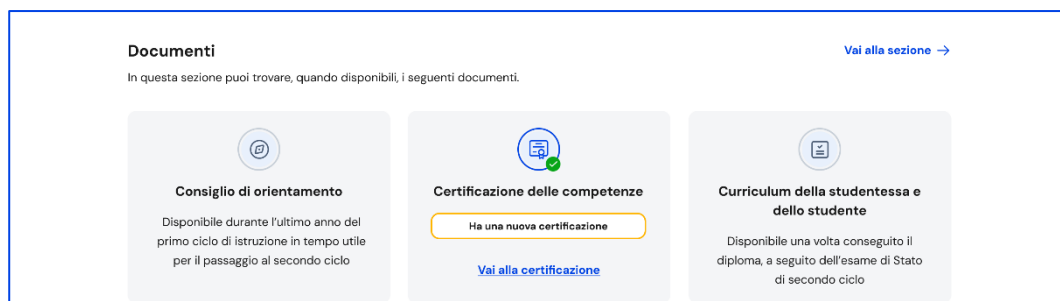 Documenti
Vai alla sezione →
In questa sezione puoi trovare, quando disponibili, i seguenti documenti.
Consiglio di orientamento
Disponibile durante l'ultimo anno del
primo ciclo di istruzione in tempo utile
per il passaggio al secondo ciclo
Certificazione delle competenze
Ha una nuova certificazione
Vai alla certificazione
Curriculum della studentessa e
dello studente
Disponibile una volta conseguito il
diploma, a seguito dell'esame di Stato
di secondo ciclo